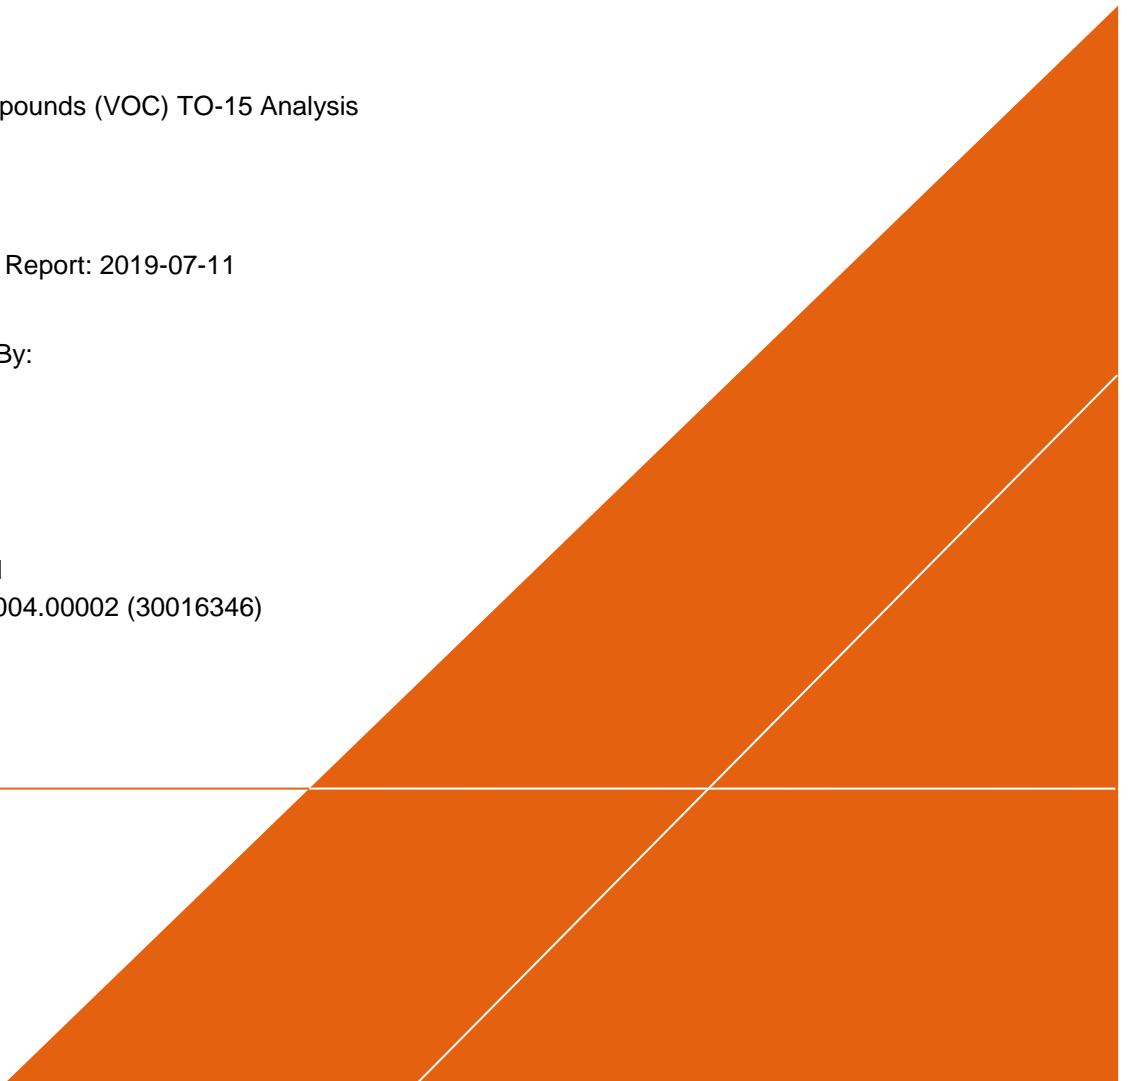 pounds (VOC) TO-15 Analysis
Report: 2019-07-11
By:
004.00002 (30016346)